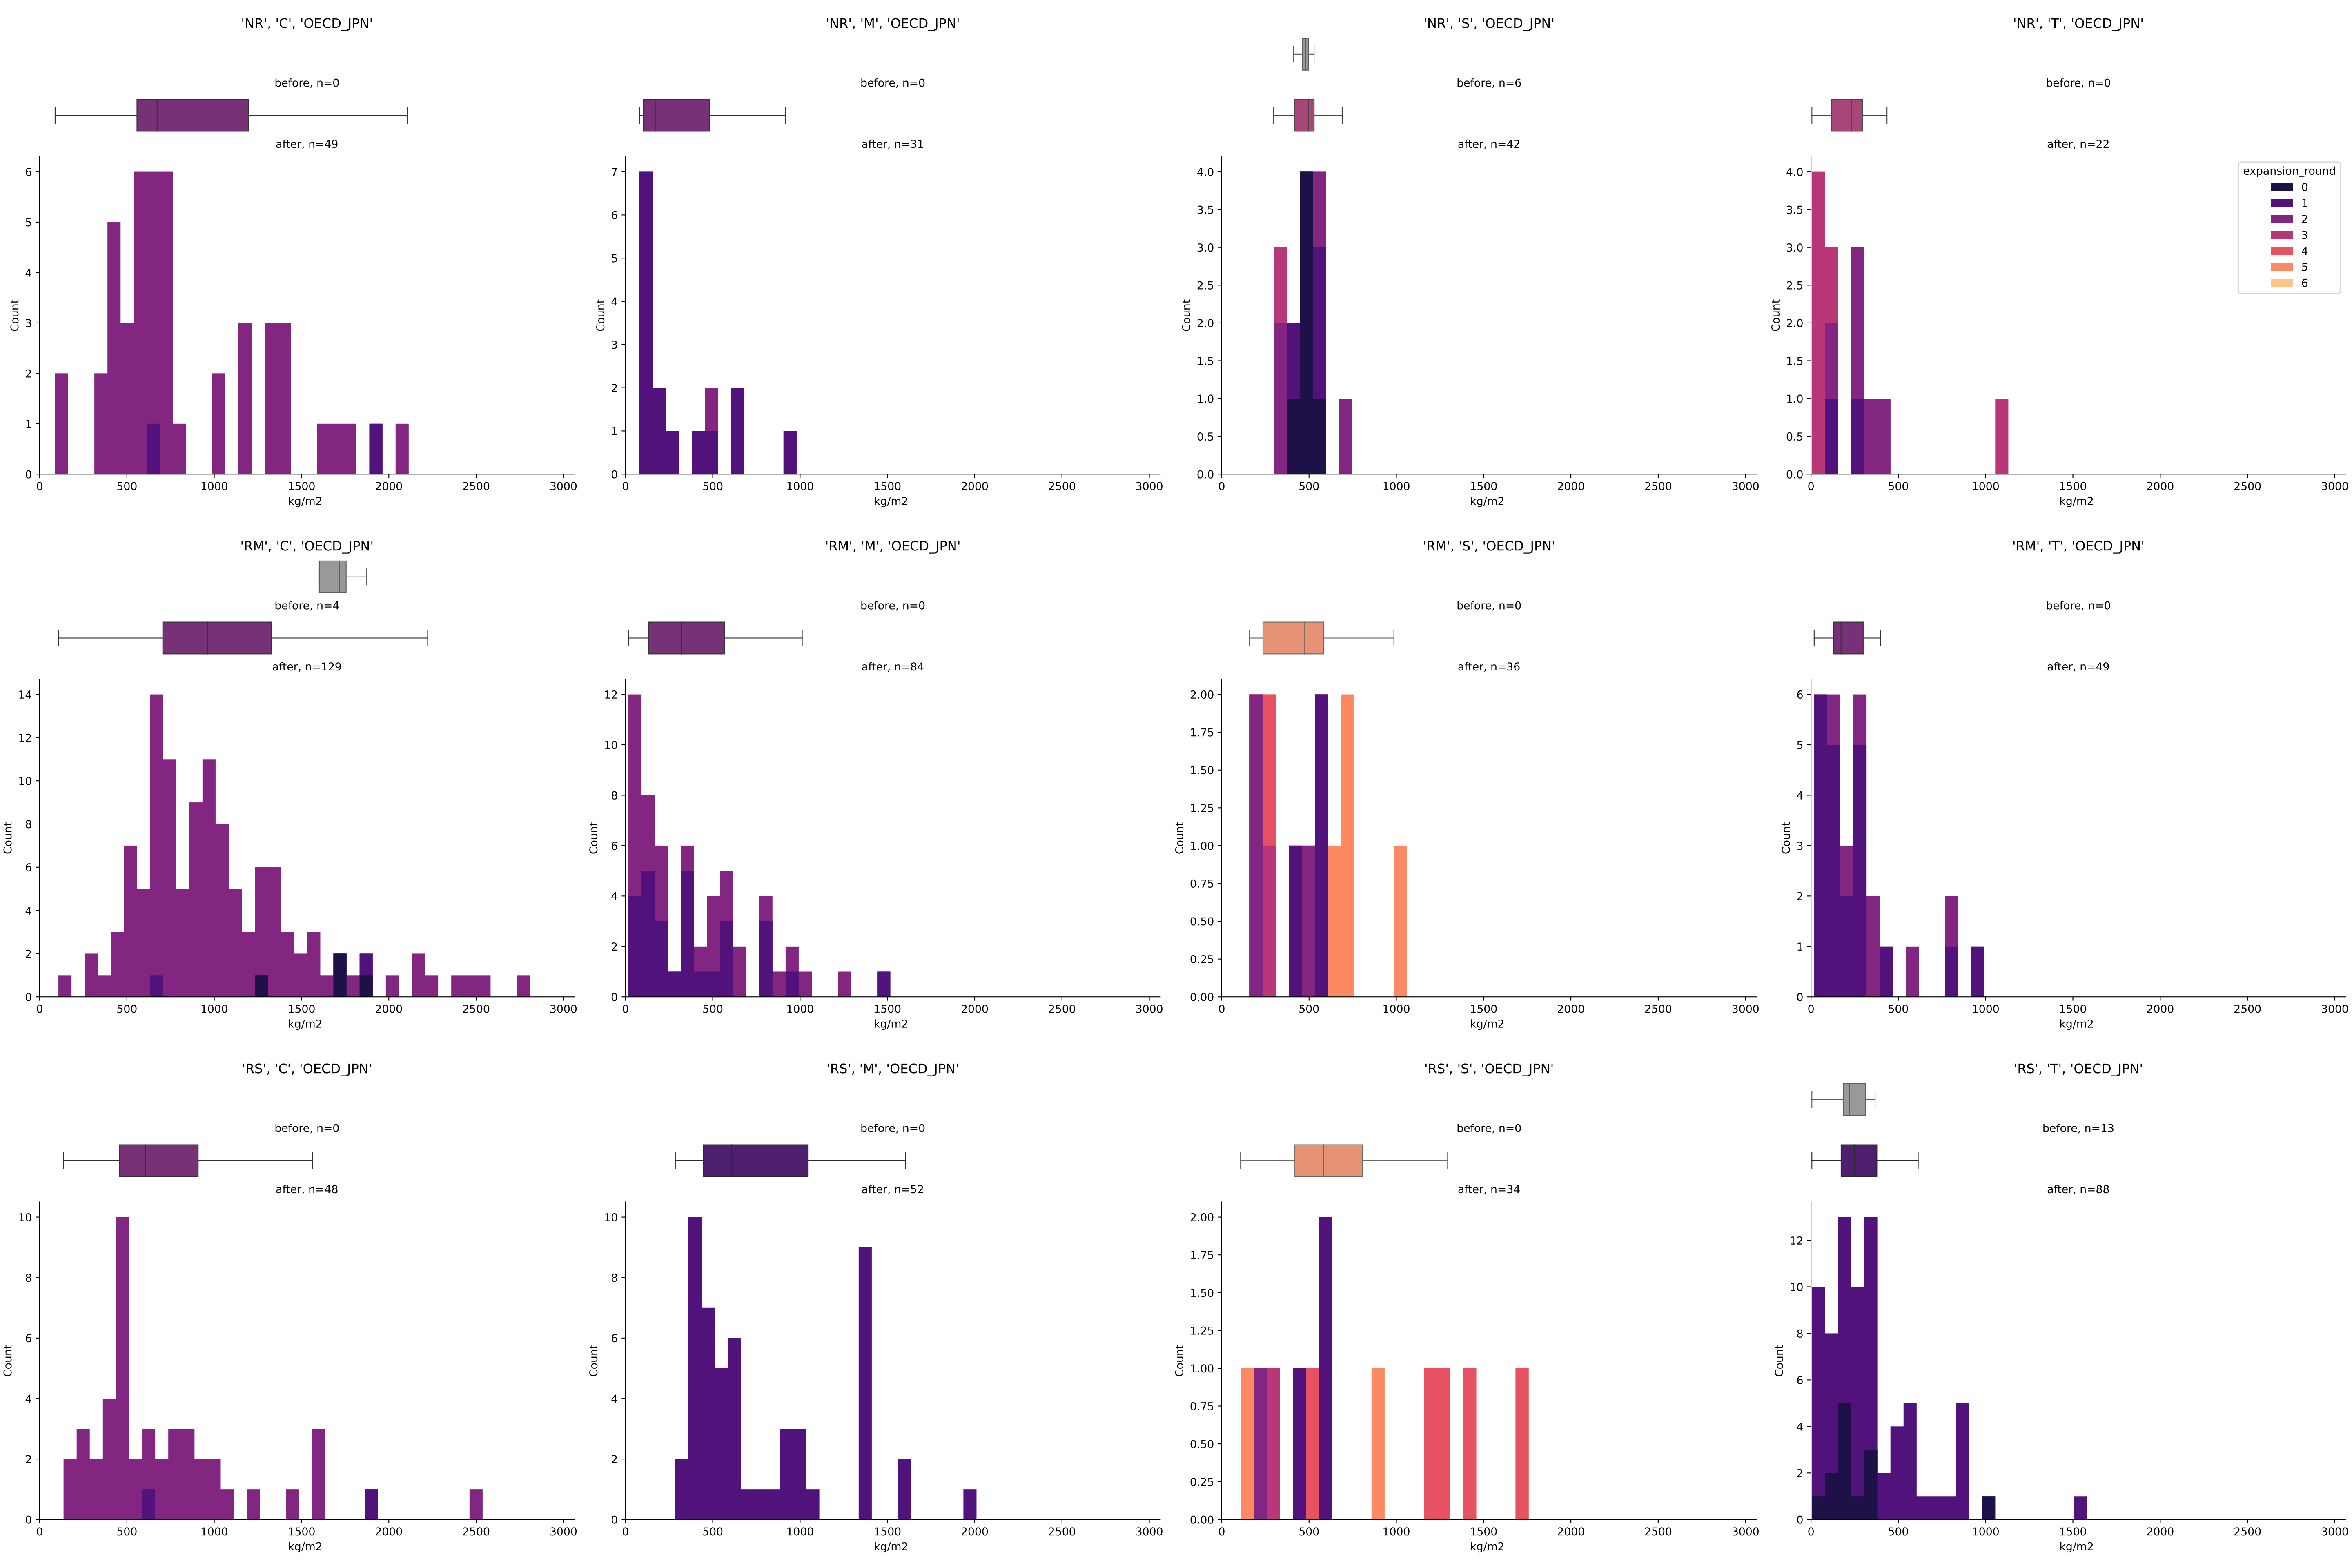 'NR', 'C', 'OECD_JPN'
before, n=0
after, n=49
6
5
4
3
2
1
0
Count
0 500 1000 1500 2000 2500 3000
kg/m2
'NR', 'M', 'OECD_JPN'
before, n=0
after, n=31
7
6
5
4
3
2
1
0
Count
0 500 1000 1500 2000 2500 3000
kg/m2
'NR', 'S', 'OECD_JPN'
before, n=6
after, n=42
4.0
3.5
3.0
2.5
2.0
1.5
1.0
0.5
0.0
Count
0 500 1000 1500 2000 2500 3000
kg/m2
'NR', 'T', 'OECD_JPN'
before, n=0
after, n=22
4.0
3.5
3.0
2.5
2.0
1.5
1.0
0.5
0.0
Count
0 500 1000 1500 2000 2500 3000
kg/m2
expansion_round
0
1
2
3
4
5
6
'RM', 'C', 'OECD_JPN'
before, n=4
after, n=129
14
12
10
8
6
4
2
0
Count
0 500 1000 1500 2000 2500 3000
kg/m2
'RM', 'M', 'OECD_JPN'
before, n=0
after, n=84
12
10
8
6
4
2
0
Count
0 500 1000 1500 2000 2500 3000
kg/m2
'RM', 'S', 'OECD_JPN'
before, n=0
after, n=36
2.00
1.75
1.50
1.25
1.00
0.75
0.50
0.25
0.00
Count
0 500 1000 1500 2000 2500 3000
kg/m2
'RM', 'T', 'OECD_JPN'
before, n=0
after, n=49
6
5
4
3
2
1
0
Count
0 500 1000 1500 2000 2500 3000
kg/m2
'RS', 'C', 'OECD_JPN'
before, n=0
after, n=48
10
8
6
4
2
0
Count
0 500 1000 1500 2000 2500 3000
kg/m2
'RS', 'M', 'OECD_JPN'
before, n=0
after, n=52
10
8
6
4
2
0
Count
0 500 1000 1500 2000 2500 3000
kg/m2
'RS', 'S', 'OECD_JPN'
before, n=0
after, n=34
2.00
1.75
1.50
1.25
1.00
0.75
0.50
0.25
0.00
Count
0 500 1000 1500 2000 2500 3000
kg/m2
'RS', 'T', 'OECD_JPN'
before, n=13
after, n=88
12
10
8
6
4
2
0
Count
0 500 1000 1500 2000 2500 3000
kg/m2